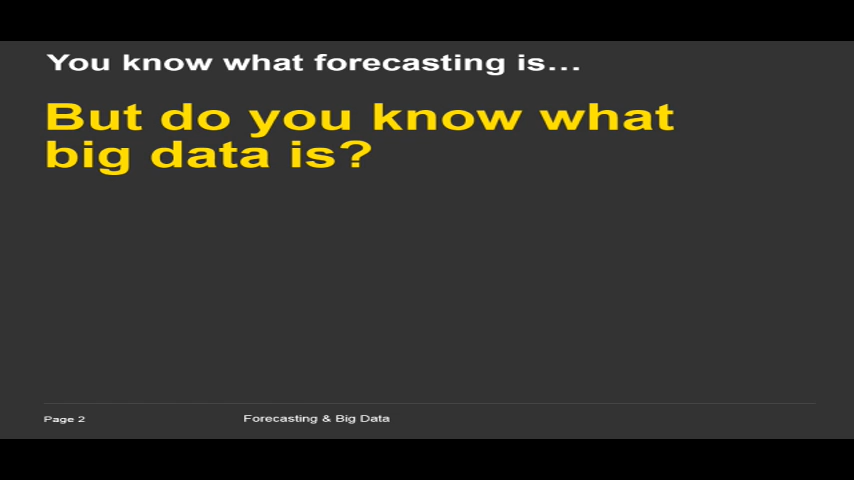 You know what forecasting is…
But do you know what
big data is?
Page 2
Forecasting & Big Data